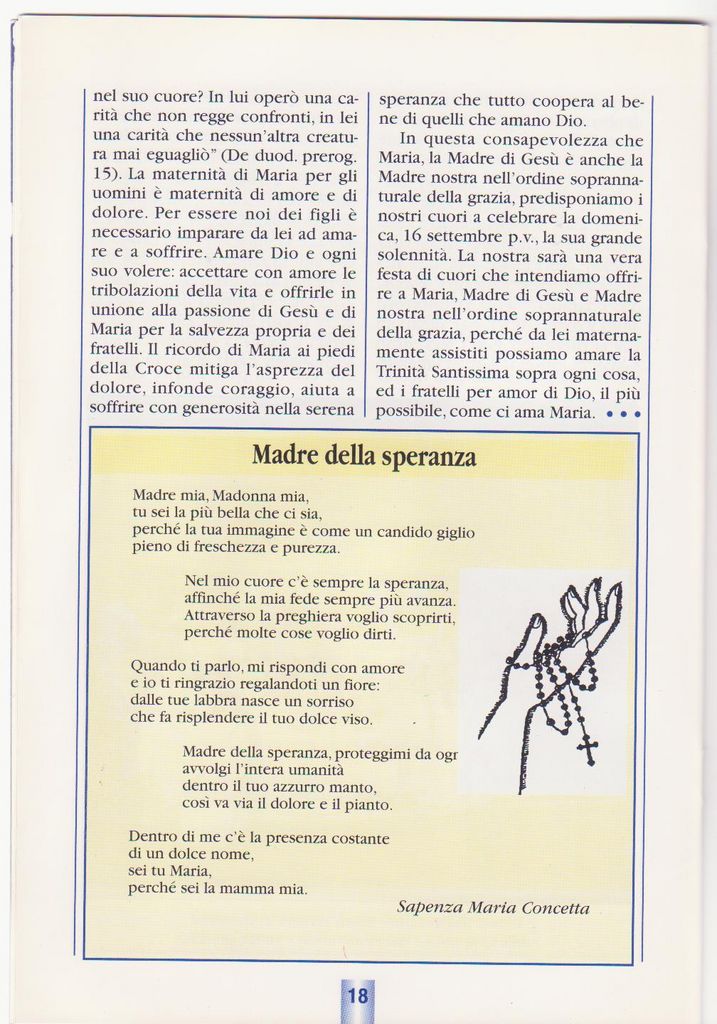 nel suo cuore? In lui operò una ca-
rità che non regge confronti, in lei
una carità che nessun'altra creatu-
ra mai eguagliò" (De duod. prerog.
15). La maternità di Maria per gli
uomini è maternità di amore e di
dolore. Per essere noi dei figli è
necessario imparare da lei ad ama-
re e a soffrire. Amare Dio e ogni
suo volere: accettare con amore le
tribolazioni della vita e offrirle in
unione alla passione di Gesù e di
Maria per la salvezza propria e dei
fratelli. Il ricordo di Maria ai piedi
della Croce mitiga l'asprezza del
dolore, infonde coraggio, aiuta a
soffrire con generosità nella serena
speranza che tutto coopera al be-
ne di quelli che amano Dio.
In questa consapevolezza che
Maria, la Madre di Gesù è anche la
Madre nostra nell'ordine sopranna-
turale della grazia, predisponiamo i
nostri cuori a celebrare la domeni-
ca, 16 settembre p.v., la sua grande
solennità. La nostra sarà una vera
festa di cuori che intendiamo offri-
re a Maria, Madre di Gesù e Madre
nostra nell'ordine soprannaturale
della grazia, perché da lei materna-
mente assistiti possiamo amare la
Trinità Santissima sopra ogni cosa,
ed i fratelli per amor di Dio, il più
possibile, come ci ama Maria. • • •
Madre della speranza
Madre mia, Madonna mia,
tu sei la più bella che ci sia,
perché la tua immagine è come un candido giglio
pieno di freschezza e purezza.
Nel mio cuore c'è sempre la speranza,
affinché la mia fede sempre più avanza.
Attraverso la preghiera voglio scoprirti,
perché molte cose voglio dirti.
Quando ti parlo, mi rispondi con amore
e io ti ringrazio regalandoti un fiore:
dalle tue labbra nasce un sorriso
che fa risplendere il tuo dolce viso.
Madre della speranza, proteggimi da
avvolgi l'intera umanità
dentro il tuo azzurro manto,
così va via il dolore e il pianto.
Dentro di me c'è la presenza costante
di un dolce nome,
sei tu Maria,
perché sei la mamma mia.
Sapenza Maria Concetta
18